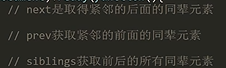 // next是取得紧邻的后面的同辈元素
// prev获取紧邻的前面的同辈元素
// siblings获取前后的所有同辈元素